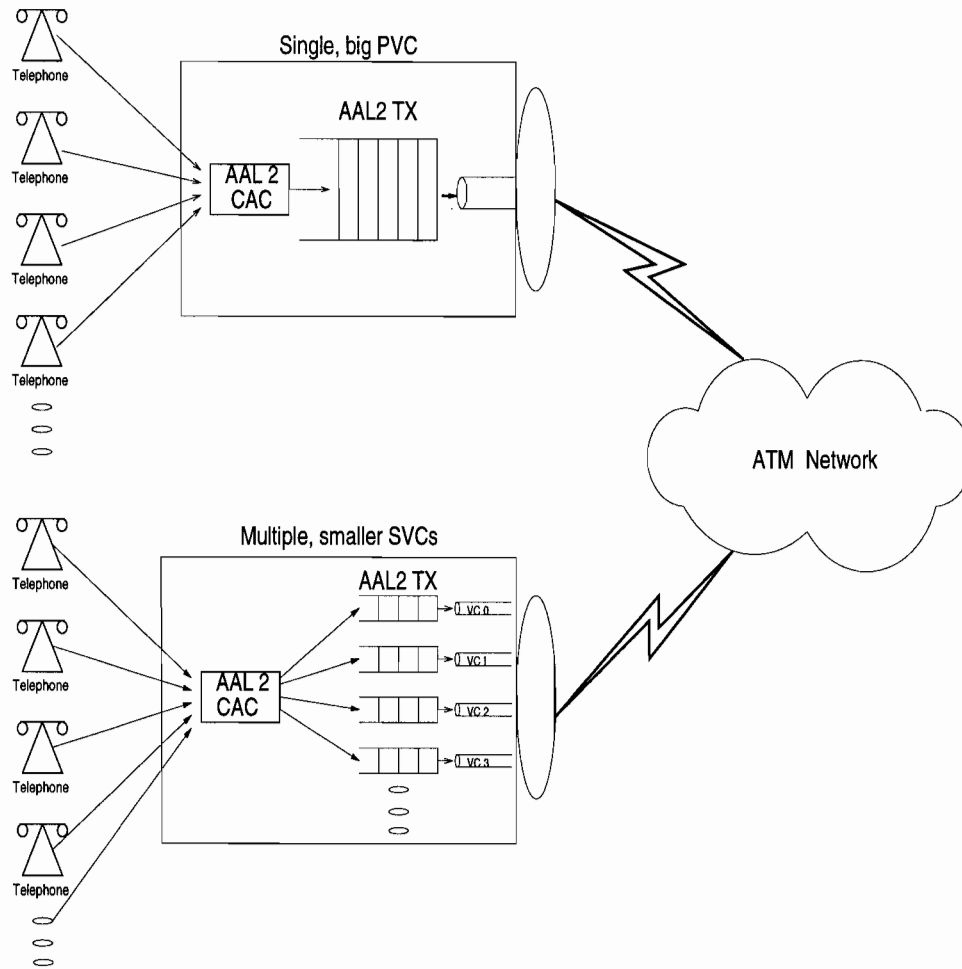 Telephone
Telephone
Telephone
Telephone
Single, big PVC
AAL2 TX
AAL 2
CAC
ATM Network
Telephone
Telephone
Telephone
Telephone
Multiple, smaller SVCs
AAL2 TX
AAL 2
CAC
VC 0
VC 1
VC 2
VC 3